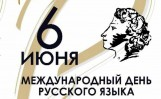 6
ИЮНЯ
МЕЖДУНАРОДНЫЙ ДЕНЬ
РУССКОГО ЯЗЫКА